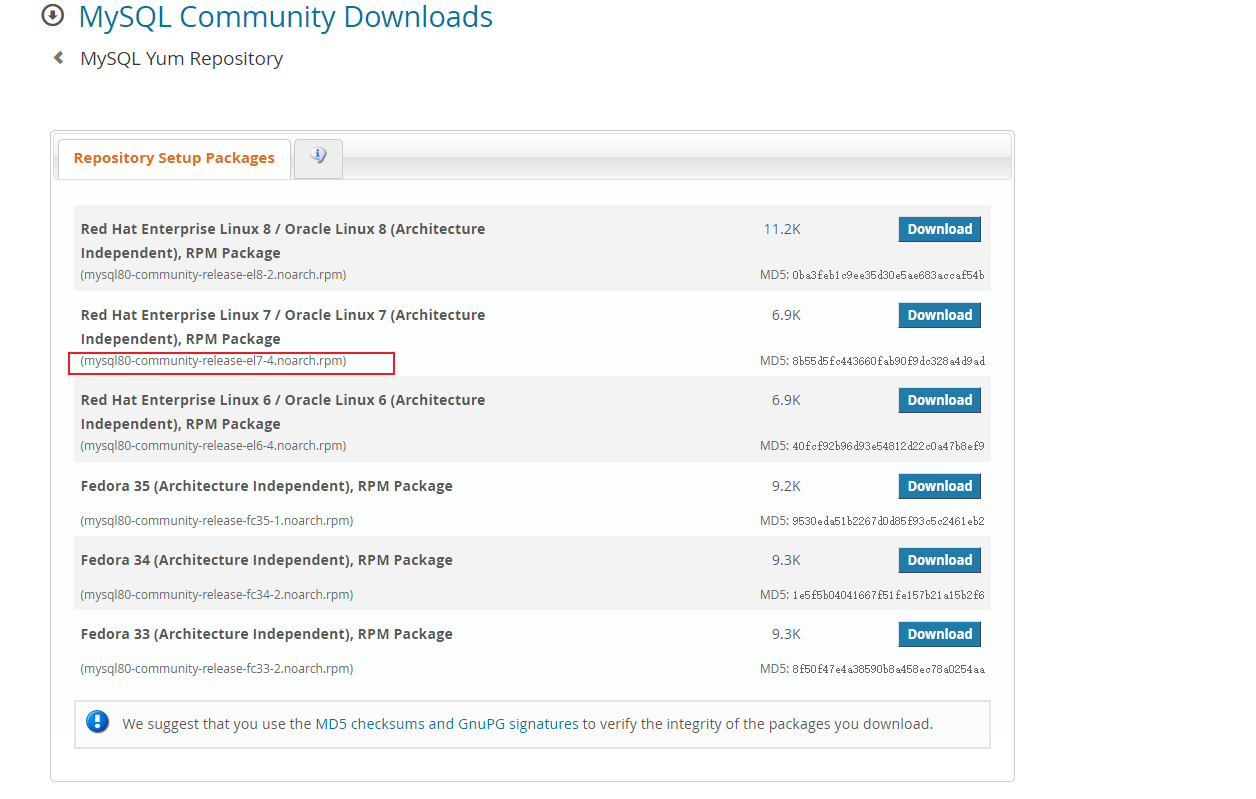 MySQL Community Downloads
MySQL Yum Repository
Repository Setup Packages
Red Hat Enterprise Linux 8 / Oracle Linux 8 (Architecture Independent), RPM Package
11.2K
Download
(mysql80-community-release-el8-2.noarch.rpm)
MD5: 0ba3feb1c9ee35d30e5ae683accaf54b
Red Hat Enterprise Linux 7 / Oracle Linux 7 (Architecture Independent), RPM Package
6.9K
Download
(mysql80-community-release-el7-4.noarch.rpm)
MD5: 8b55d5fc443660fab90f9dc328a4d9ad
Red Hat Enterprise Linux 6 / Oracle Linux 6 (Architecture Independent), RPM Package
6.9K
Download
(mysql80-community-release-el6-4.noarch.rpm)
MD5: 40fcf92b96d93e54812d22c0a47b8ef9
Fedora 35 (Architecture Independent), RPM Package
9.2K
Download
(mysql80-community-release-fc35-1.noarch.rpm)
MD5: 9530eda51b2267d0d85f93c5c2461eb2
Fedora 34 (Architecture Independent), RPM Package
9.3K
Download
(mysql80-community-release-fc34-2.noarch.rpm)
MD5: 1e5f5b04041667f51fe157b21a15b2f6
Fedora 33 (Architecture Independent), RPM Package
9.3K
Download
(mysql80-community-release-fc33-2.noarch.rpm)
MD5: 8f50f47e4a38590b8a458ec78a0254aa
We suggest that you use the MD5 checksums and GnuPG signatures to verify the integrity of the packages you download.